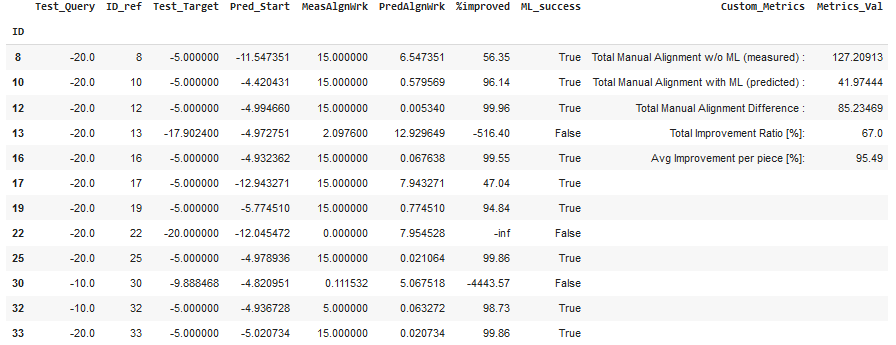 Test_Query ID_ref Test_Target Pred_Start MeasAlgnWrk PredAlgnWrk %improved ML_success Custom_Metrics Metrics_Val
ID
8 -20.0 8 -5.000000 -11.547351 15.000000 6.547351 56.35 True Total Manual Alignment w/o ML (measured) : 127.20913
10 -20.0 10 -5.000000 -4.420431 15.000000 0.579569 96.14 True Total Manual Alignment with ML (predicted) : 41.97444
12 -20.0 12 -5.000000 -4.994660 15.000000 0.005340 99.96 True Total Manual Alignment Difference : 85.23469
13 -20.0 13 -17.902400 -4.972751 2.097600 12.929649 -516.40 False Total Improvement Ratio [%]: 67.0
16 -20.0 16 -5.000000 -4.932362 15.000000 0.067638 99.55 True Avg Improvement per piece [%]: 95.49
17 -20.0 17 -5.000000 -12.943271 15.000000 7.943271 47.04 True
19 -20.0 19 -5.000000 -5.774510 15.000000 0.774510 94.84 True
22 -20.0 22 -20.000000 -12.045472 0.000000 7.954528 -inf False
25 -20.0 25 -5.000000 -4.978936 15.000000 0.021064 99.86 True
30 -10.0 30 -9.888468 -4.820951 0.111532 5.067518 -4443.57 False
32 -10.0 32 -5.000000 -4.936728 5.000000 0.063272 98.73 True
33 -20.0 33 -5.000000 -5.020734 15.000000 0.020734 99.86 True